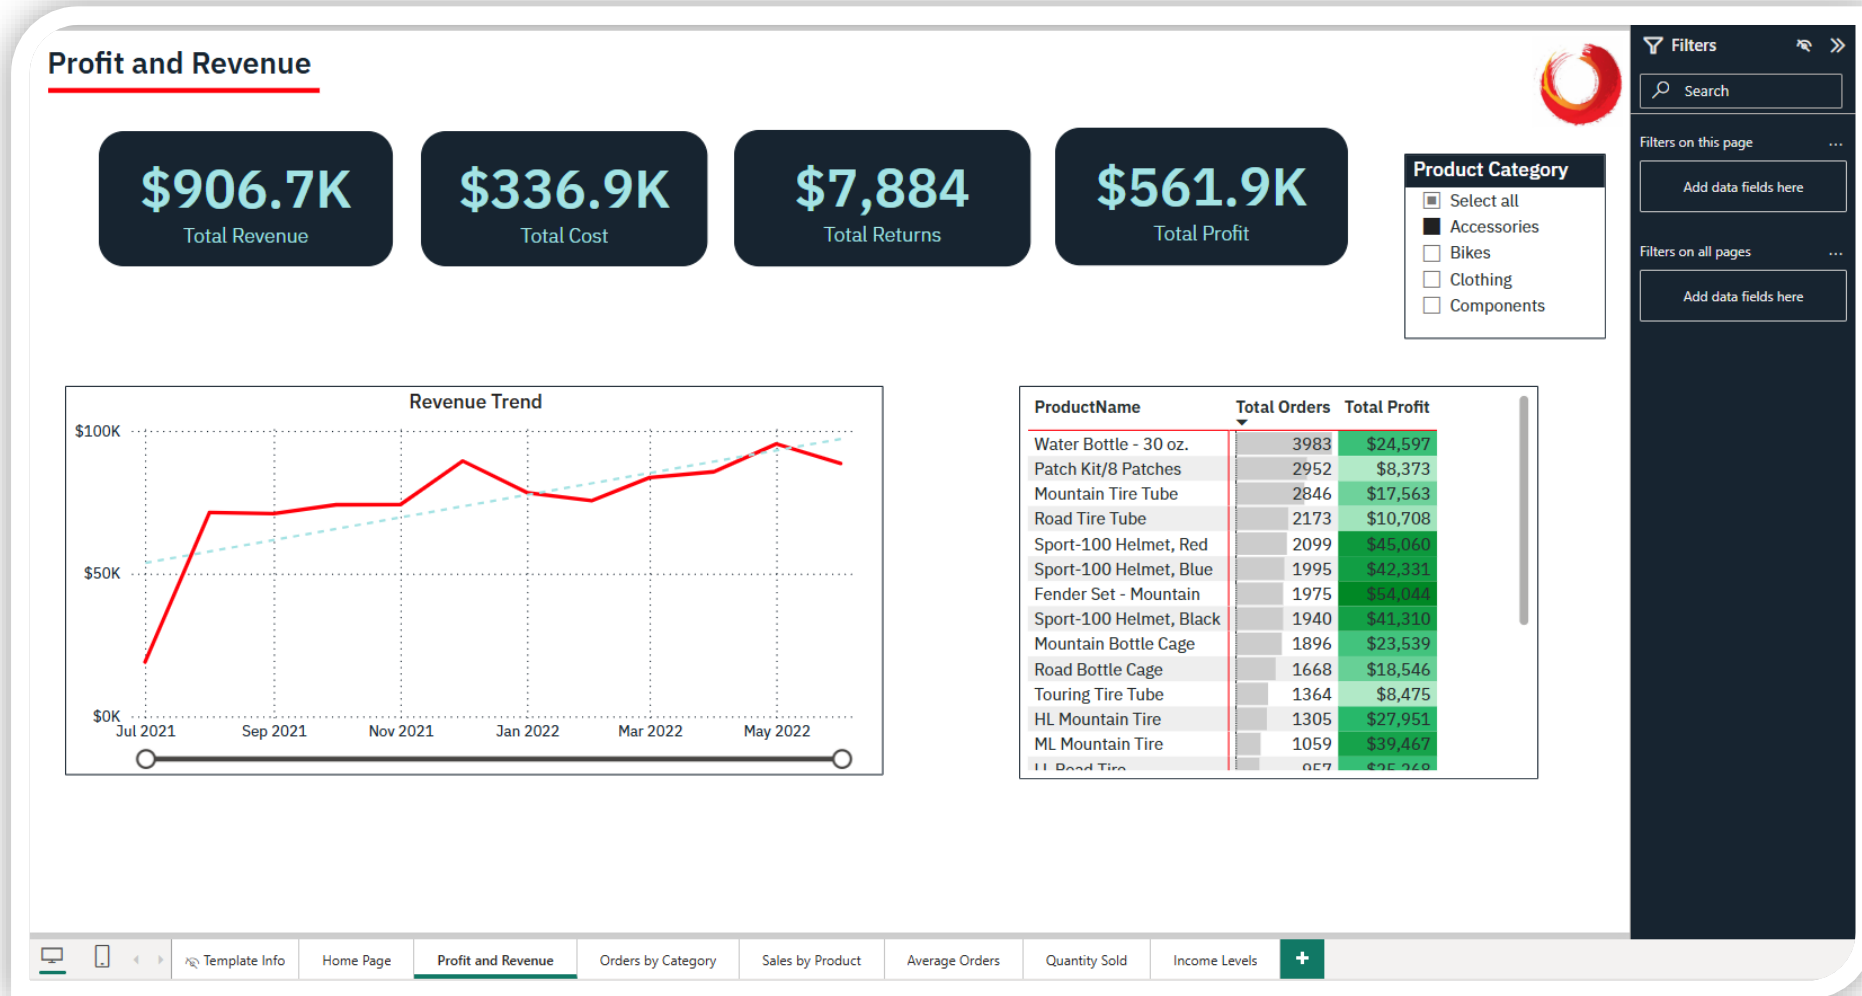 Profit and Revenue
$906.7K
Total Revenue
$336.9K
Total Cost
$7,884
Total Returns
$561.9K
Total Profit
Product Category
Select all
Accessories
Bikes
Clothing
Components
Filters
Search
Filters on this page
...
Add data fields here
Filters on all pages
...
Add data fields here
Revenue Trend
$100K
$50K
$0K
Jul 2021 Sep 2021 Nov 2021 Jan 2022 Mar 2022 May 2022
ProductName Total Orders Total Profit
Water Bottle - 30 oz. 3983 $24,597
Patch Kit/8 Patches 2952 $8,373
Mountain Tire Tube 2846 $17,563
Road Tire Tube 2173 $10,708
Sport-100 Helmet, Red 2099 $45,060
Sport-100 Helmet, Blue 1995 $42,331
Fender Set - Mountain 1975 $54,044
Sport-100 Helmet, Black 1940 $41,310
Mountain Bottle Cage 1896 $23,539
Road Bottle Cage 1668 $18,546
Touring Tire Tube 1364 $8,475
HL Mountain Tire 1305 $27,951
ML Mountain Tire 1059 $39,467
LL Road Tire 957 $25,268
Template Info Home Page Profit and Revenue Orders by Category Sales by Product Average Orders Quantity Sold Income Levels +